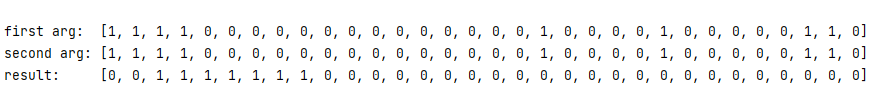 first arg:  [1, 1, 1, 1, 0, 0, 0, 0, 0, 0, 0, 0, 0, 0, 0, 0, 0, 0, 1, 0, 0, 0, 0, 1, 0, 0, 0, 0, 0, 1, 1, 0]
second arg: [1, 1, 1, 1, 0, 0, 0, 0, 0, 0, 0, 0, 0, 0, 0, 0, 0, 0, 1, 0, 0, 0, 0, 1, 0, 0, 0, 0, 0, 1, 1, 0]
result:     [0, 0, 1, 1, 1, 1, 1, 1, 1, 0, 0, 0, 0, 0, 0, 0, 0, 0, 0, 0, 0, 0, 0, 0, 0, 0, 0, 0, 0, 0, 0, 0]